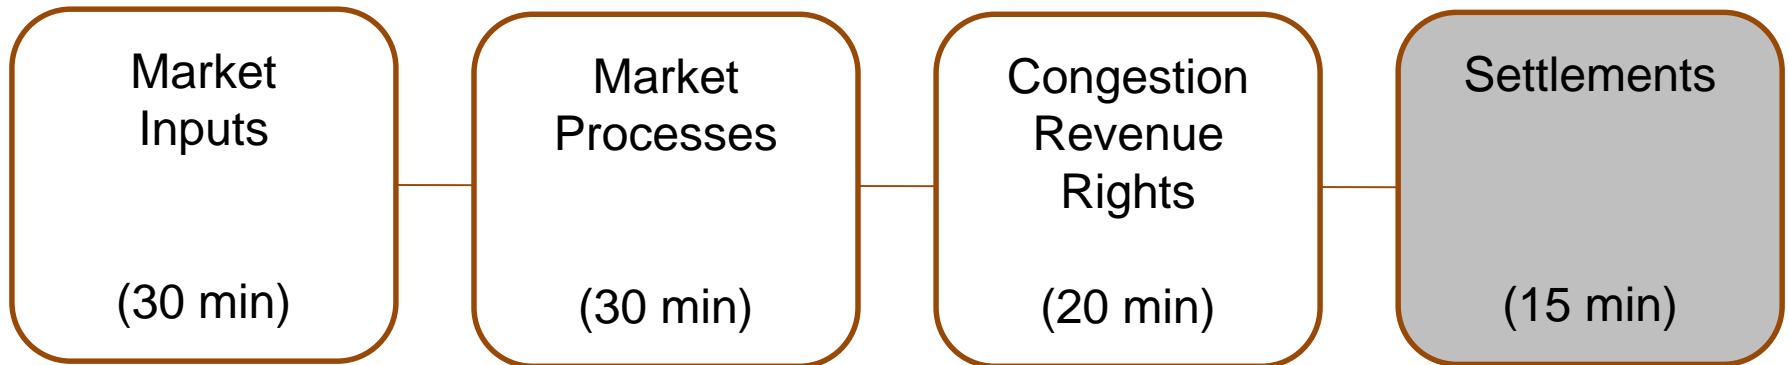 Market
Inputs
(30 min)
Market
Processes
(30 min)
Congestion
Revenue
Rights
(20 min)
Settlements
(15 min)